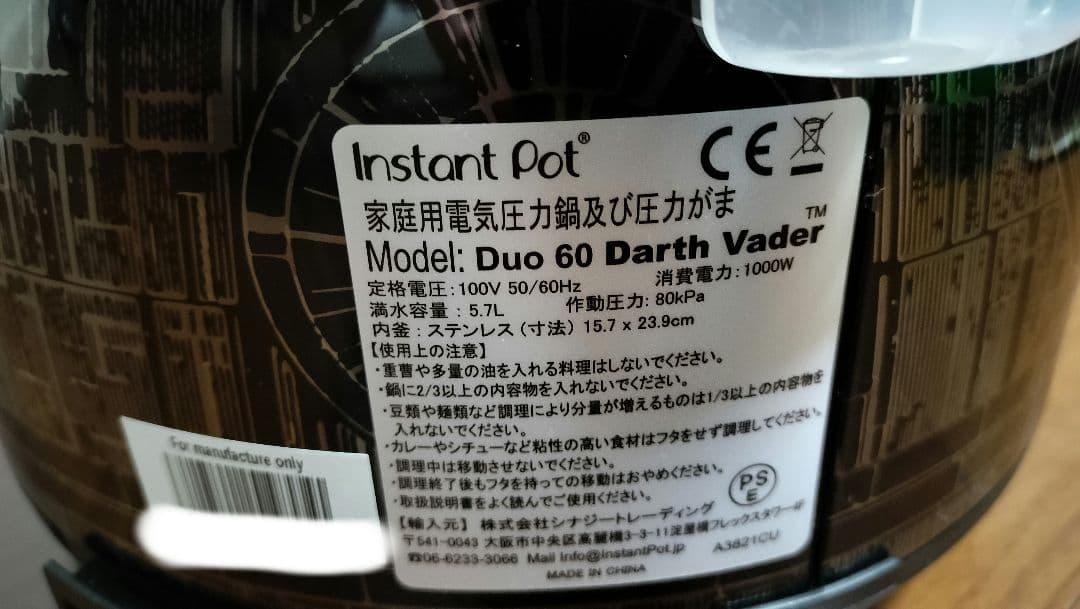 Instant Pot®
CE
家庭用電気圧力鍋及び圧力がま
Model: Duo 60 Darth Vader™
定格電圧:100V 50/60Hz 消費電力:1000W
満水容量 : 5.7L 作動圧力: 80kPa
内釜 : ステンレス (寸法) 15.7 x 23.9cm
【使用上の注意】
・重曹や多量の油を入れる料理はしないでください。
・鍋に2/3以上の内容物を入れないでください。
・豆類や麺類など調理により分量が増えるものは1/3以上の内容物を
入れないでください。
・カレーやシチューなど粘性の高い食材はフタをせず調理してください。
・調理中は移動させないでください。
・調理終了後もフタを持っての移動はおやめください。
・取扱説明書をよく読んでご使用ください。
PS
E
【輸入元】 株式会社シナジートレーディング
〒541-0043 大阪市中央区高麗橋3-3-11淀屋橋フレックスタワー4F
☎06-6233-3066 Mail Info@InstantPot.jp A3821CU
MADE IN CHINA
For manufacture only